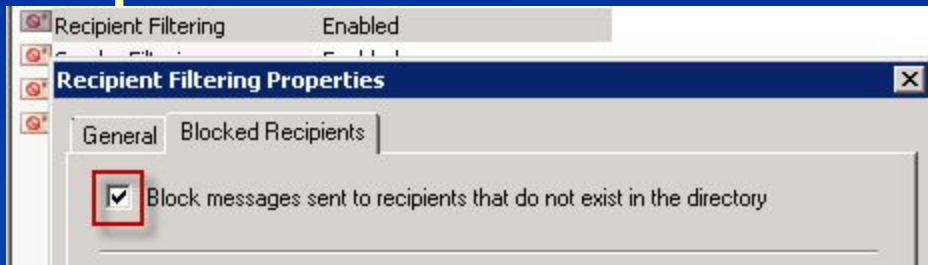 Recipient Filtering Enabled
Recipient Filtering Properties
General Blocked Recipients
Block messages sent to recipients that do not exist in the directory